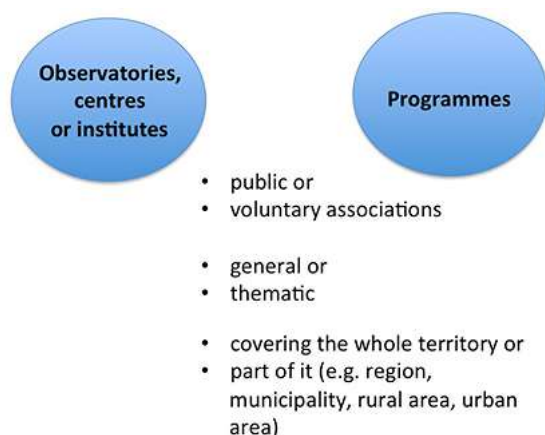 Observatories,
centres
or institutes
Programmes
• public or
• voluntary associations
• general or
• thematic
• covering the whole territory or
• part of it (e.g. region,
municipality, rural area, urban
area)